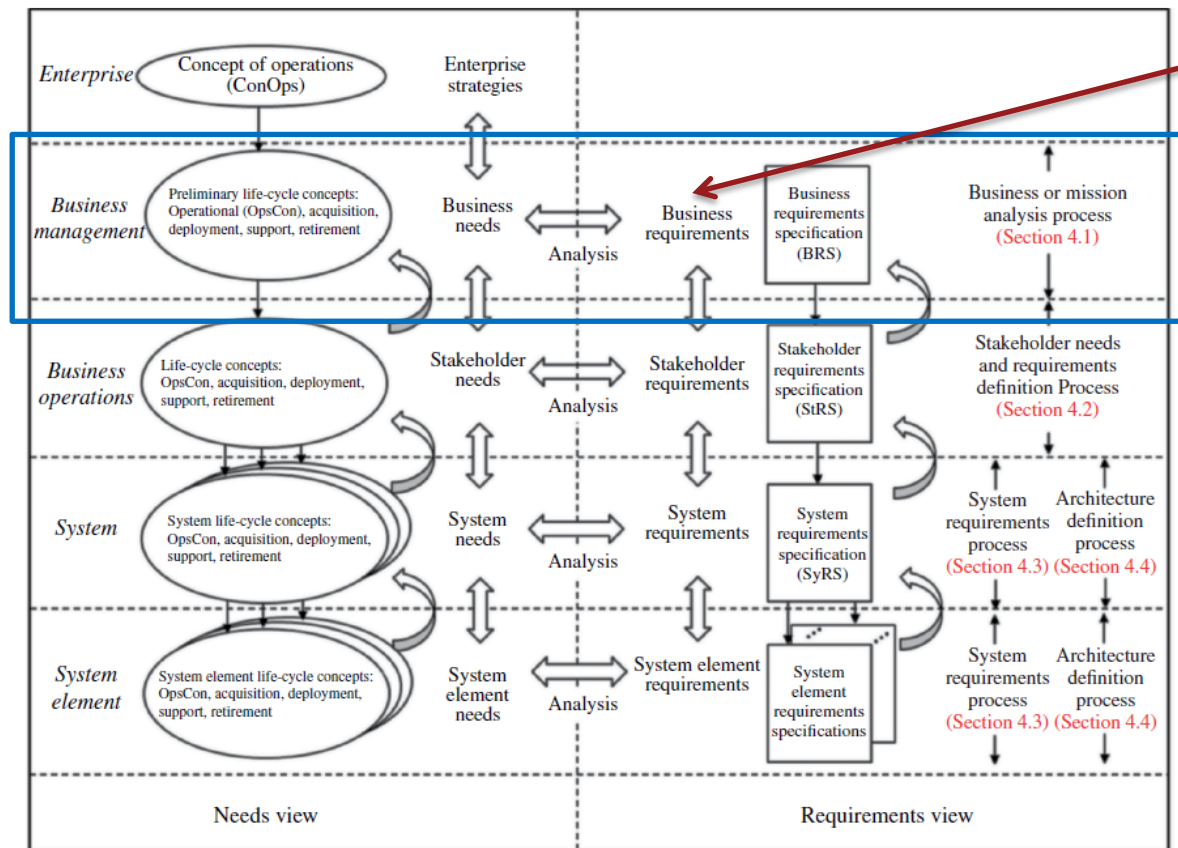 Enterprise
Concept of operations
(ConOps)
Enterprise
strategies
Business
management
Preliminary life-cycle concepts:
Operational (OpsCon), acquisition,
deployment, support, retirement
Business
needs
Analysis
Business
requirements
Business
requirements
specification
(BRS)
Business or mission
analysis process
(Section 4.1)
Business
operations
Life-cycle concepts:
OpsCon, acquisition, deployment,
support, retirement
Stakeholder
needs
Analysis
Stakeholder
requirements
Stakeholder
requirements
specification
(StRS)
Stakeholder needs
and requirements
definition Process
(Section 4.2)
System
System life-cycle concepts:
OpsCon, acquisition, deployment,
support, retirement
System
needs
Analysis
System
requirements
System
requirements
specification
(SyRS)
System
requirements
process
(Section 4.3)
Architecture
definition
process
(Section 4.4)
System
element
System element life-cycle concepts:
OpsCon, acquisition, deployment,
support, retirement
System
element
needs
Analysis
System element
requirements
System
element
requirements
specifications
System
requirements
process
(Section 4.3)
Architecture
definition
process
(Section 4.4)
Needs view
Requirements view